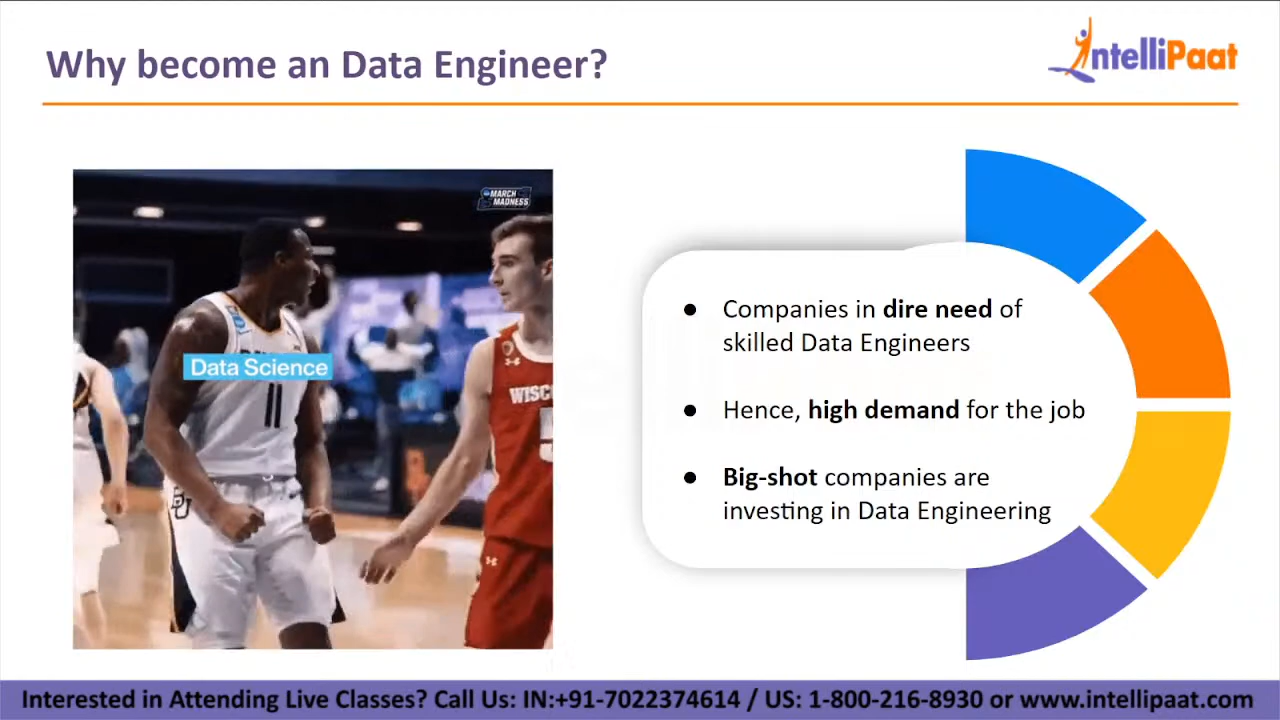 Why become an Data Engineer?
IntelliPaat
MARCH
MADNESS
Data Science
11
WISC
BU
● Companies in dire need of
skilled Data Engineers
● Hence, high demand for the job
● Big-shot companies are
investing in Data Engineering
Interested in Attending Live Classes? Call Us: IN:+91-7022374614 / US: 1-800-216-8930 or www.intellipaat.com